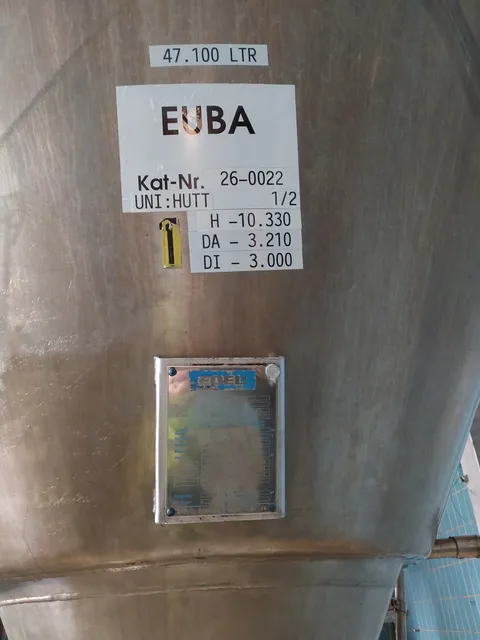 47.100 LTR
EUBA
Kat-Nr. 26-0022
UNI:HUTT 1/2
H -10.330
DA - 3.210
DI - 3.000